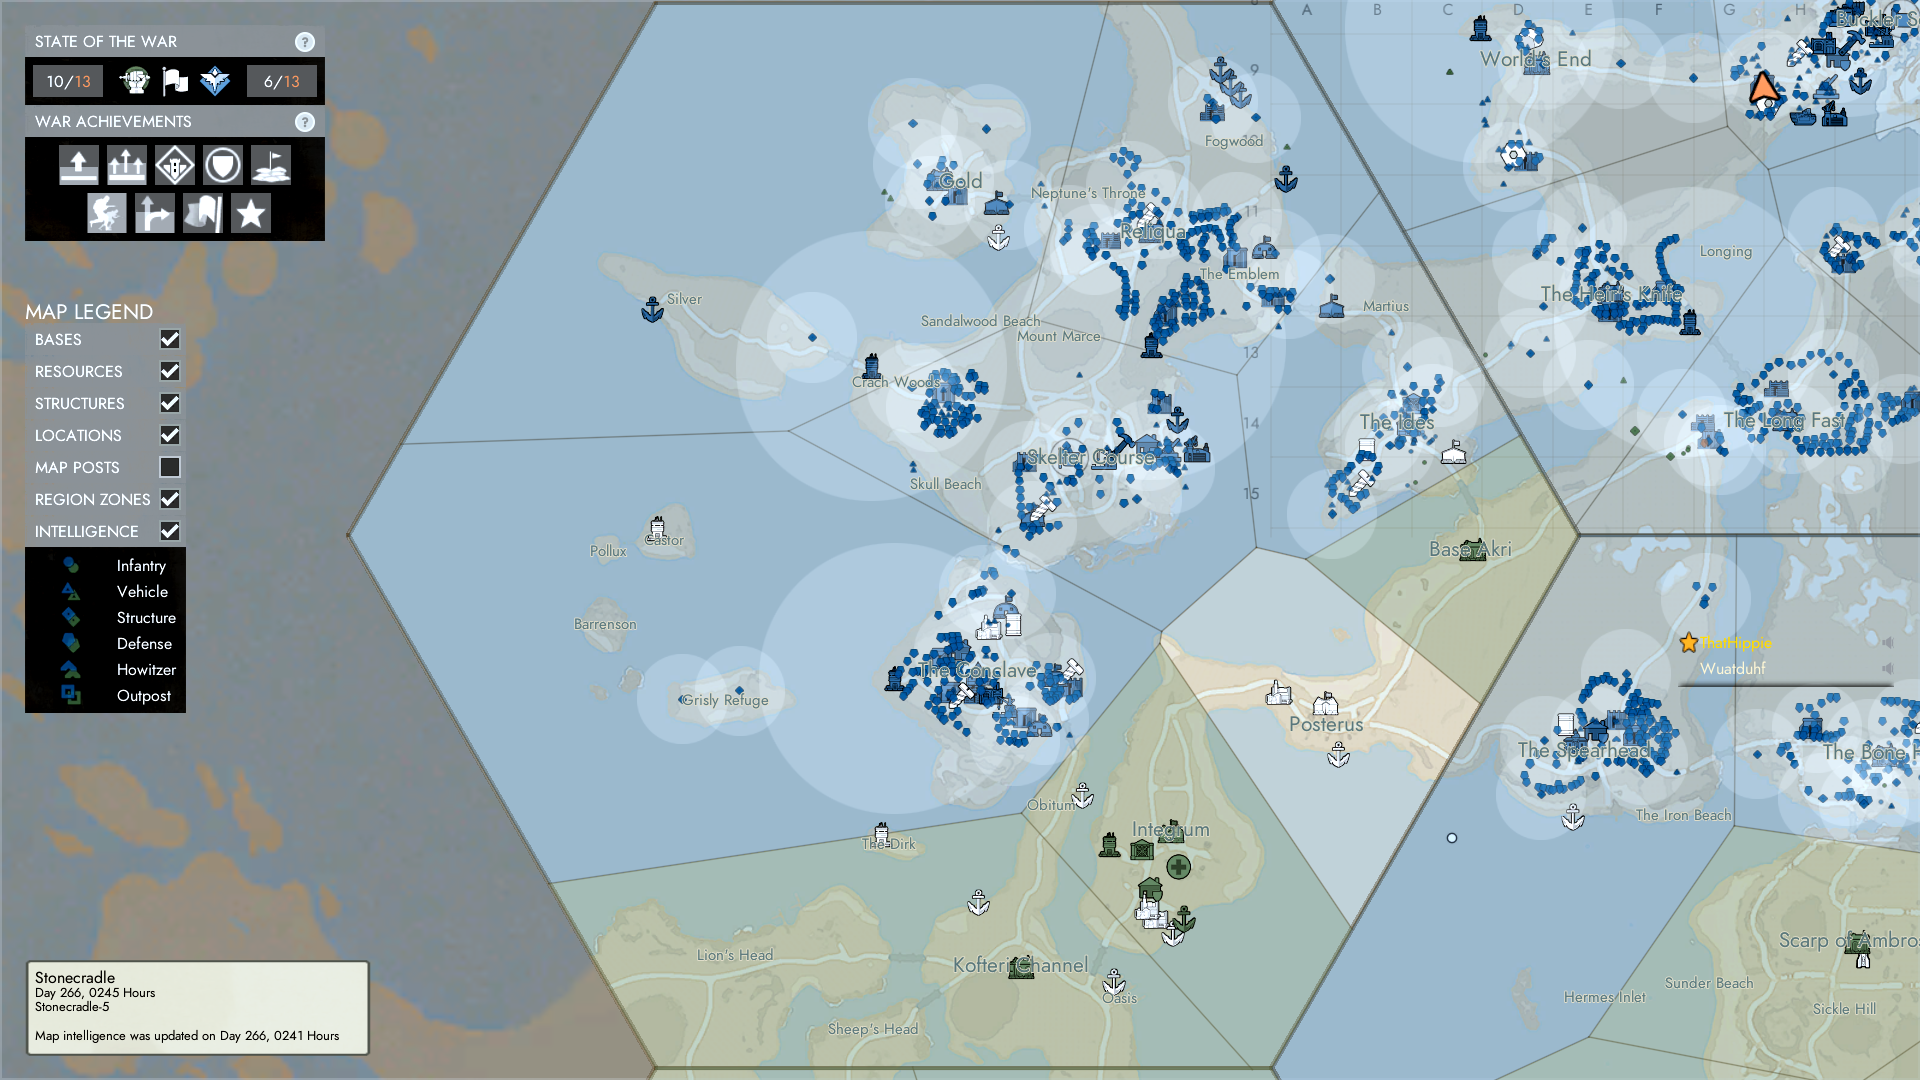 STATE OF THE WAR
?
10/13
6/13
WAR ACHIEVEMENTS
?
MAP LEGEND
BASES
RESOURCES
STRUCTURES
LOCATIONS
MAP POSTS
REGION ZONES
INTELLIGENCE
Infantry
Vehicle
Structure
Defense
Howitzer
Outpost
Stonecradle
Day 266, 0245 Hours
Stonecradle-5
Map intelligence was updated on Day 266, 0241 Hours
A B C D E F G H
9
10
11
13
14
15
World's End
Fogwood
Gold
Neptune's Throne
Reliqua
The Emblem
Longing
Silver
Sandalwood Beach
Mount Marce
Martius
The Heir's Knife
Crach Woods
The Ides
The Long Fast
Skelter Course
Skull Beach
Pollux
Castor
Base Akri
Barrenson
The Conclave
Grisly Refuge
ThatHippie
Wuatduhf
Posterus
The Spearhead
The Bone H
Obitum
The Iron Beach
Integrum
The Dirk
Lion's Head
Kofteri Channel
Oasis
Scarp of Ambros
Sunder Beach
Hermes Inlet
Sickle Hill
Sheep's Head